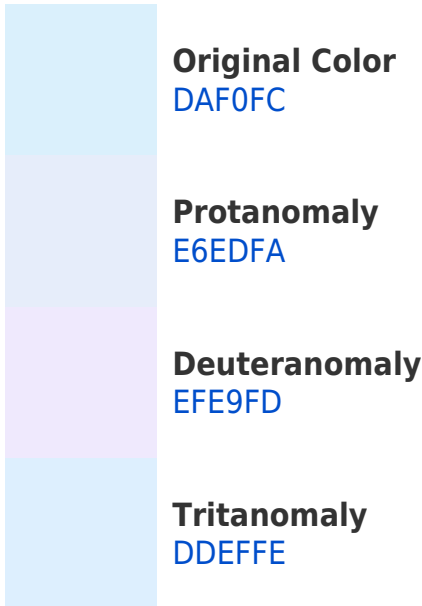 Original Color
DAF0FC
Protanomaly
E6EDFA
Deuteranomaly
EFE9FD
Tritanomaly
DDEFFE